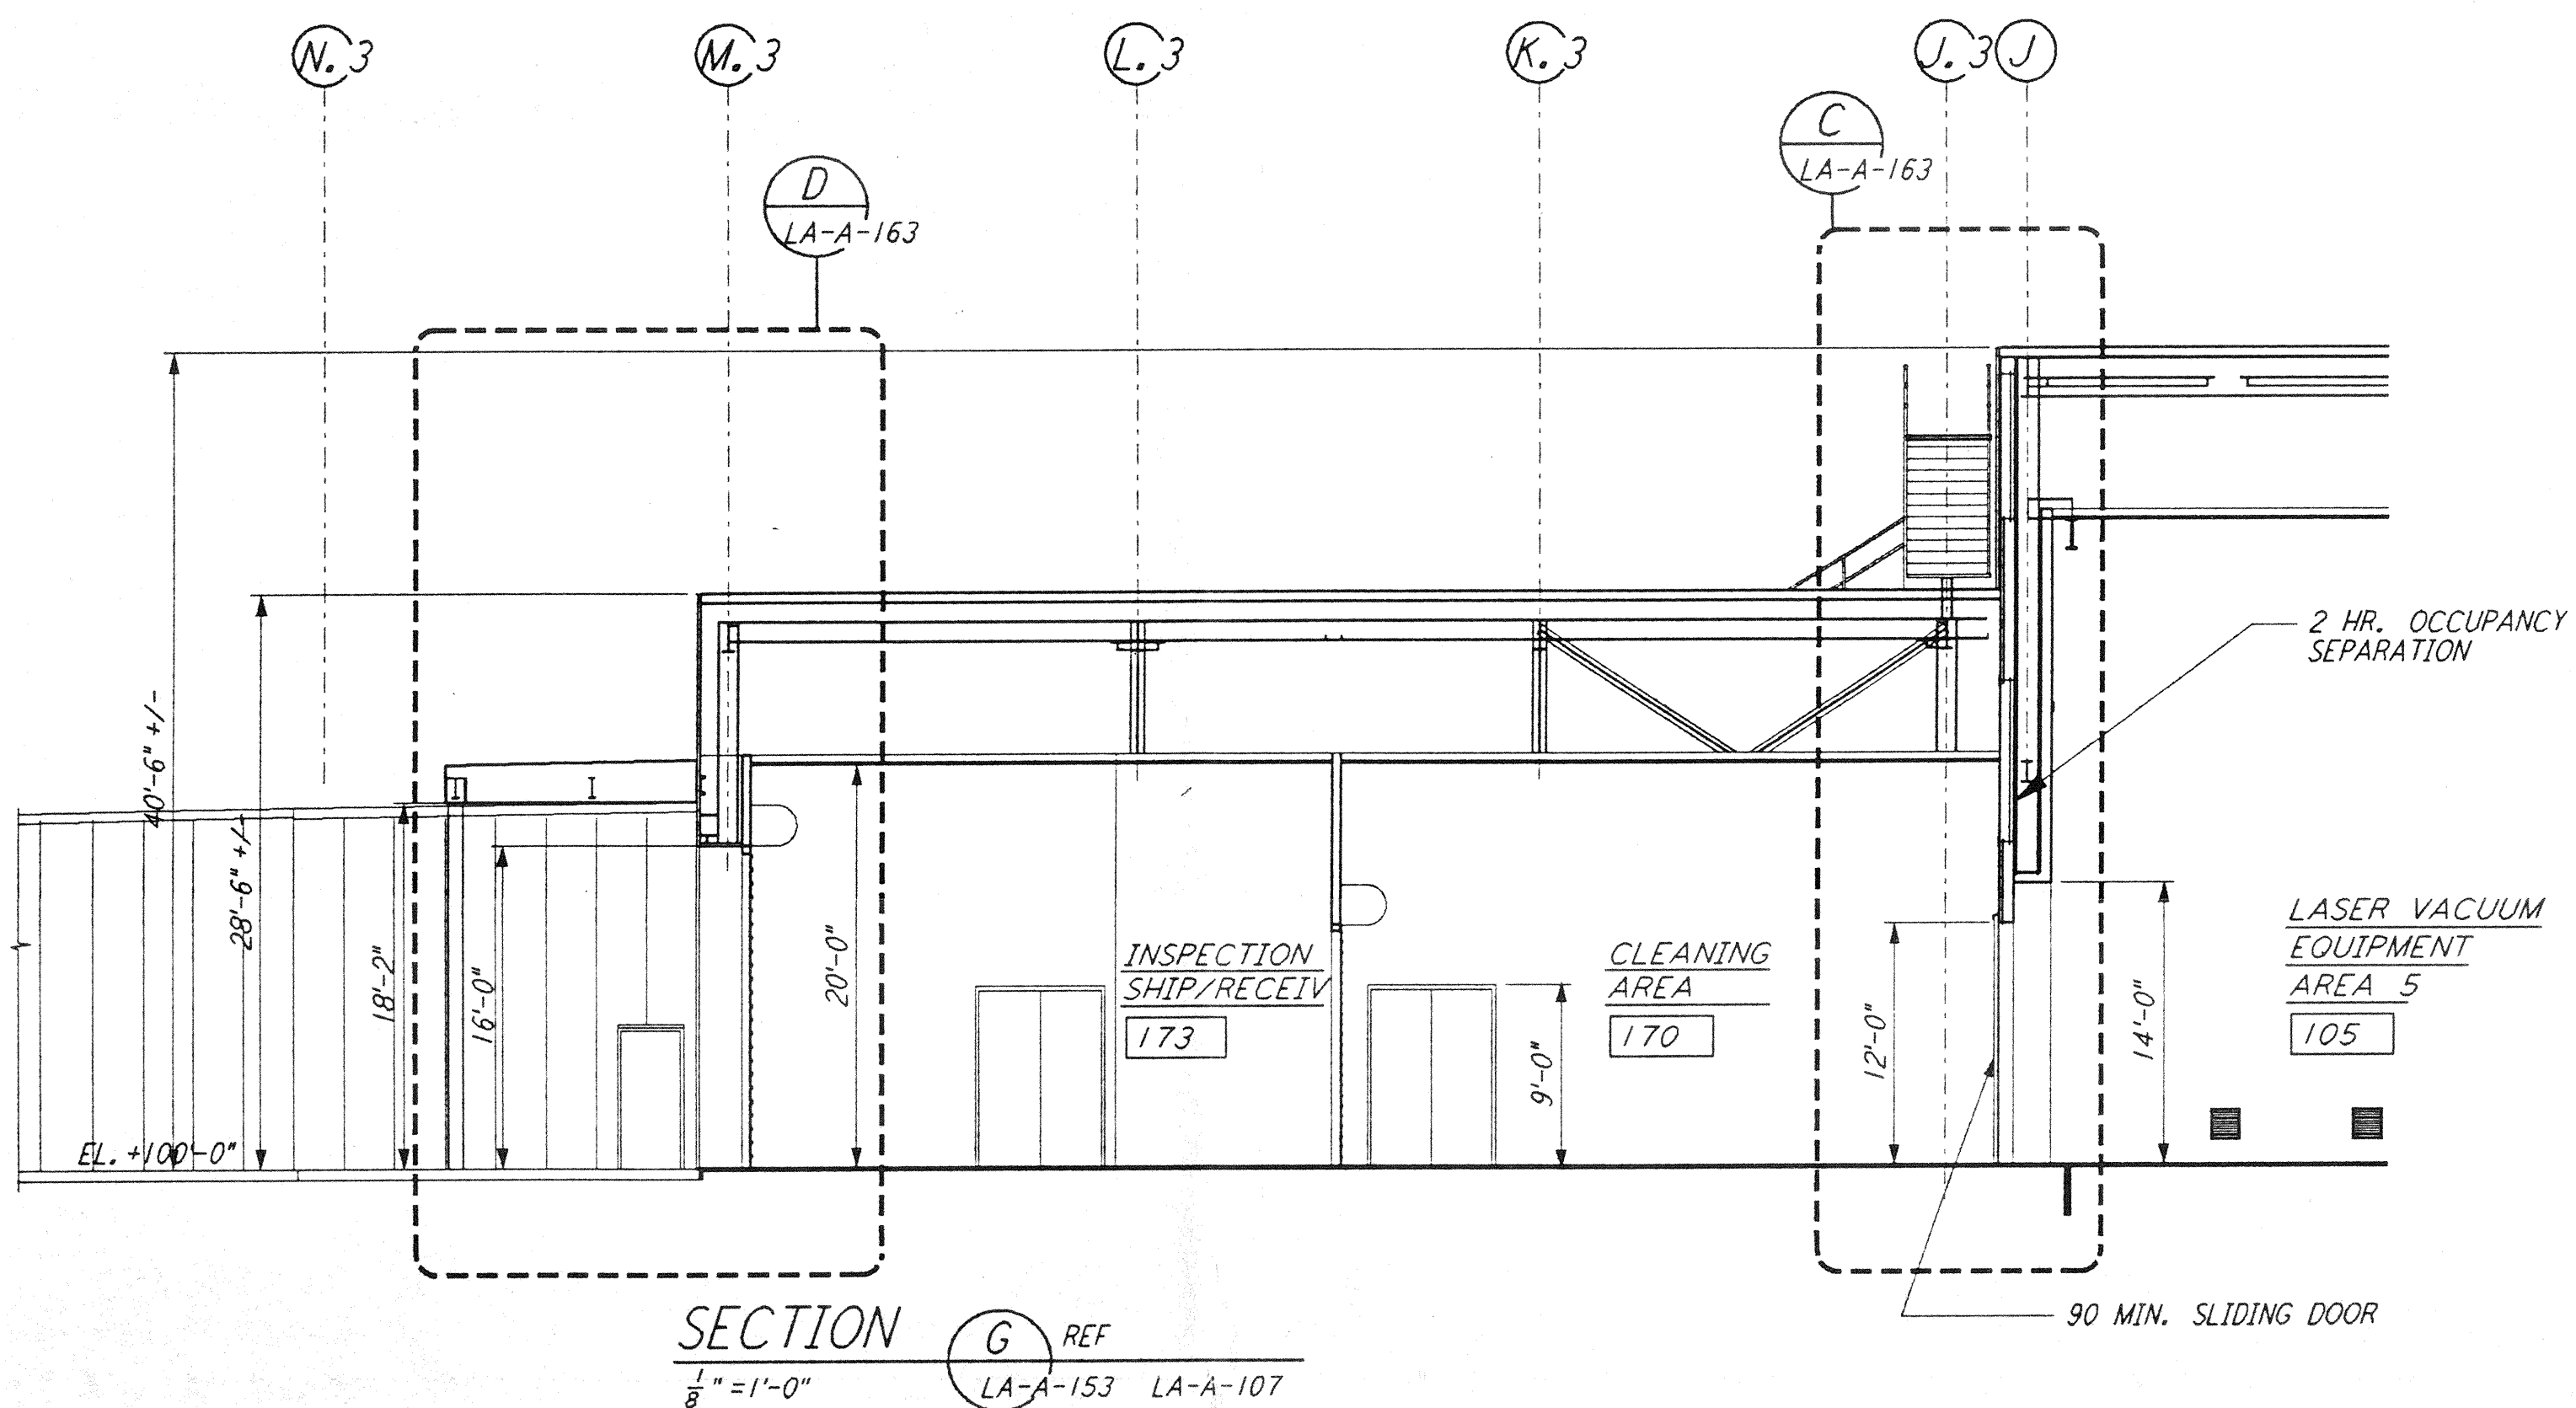 N.3 M.3 L.3 K.3 J.3 J
C
LA-A-163
D
LA-A-163
2 HR. OCCUPANCY
SEPARATION
40'-6" +/-
28'-6" +/-
18'-2"
16'-0"
20'-0"
INSPECTION
SHIP/RECEIV
173
9'-0"
CLEANING
AREA
170
12'-0"
14'-0"
LASER VACUUM
EQUIPMENT
AREA 5
105
EL. +100'-0"
90 MIN. SLIDING DOOR
SECTION G REF
1/8" =1'-0" LA-A-153 LA-A-107